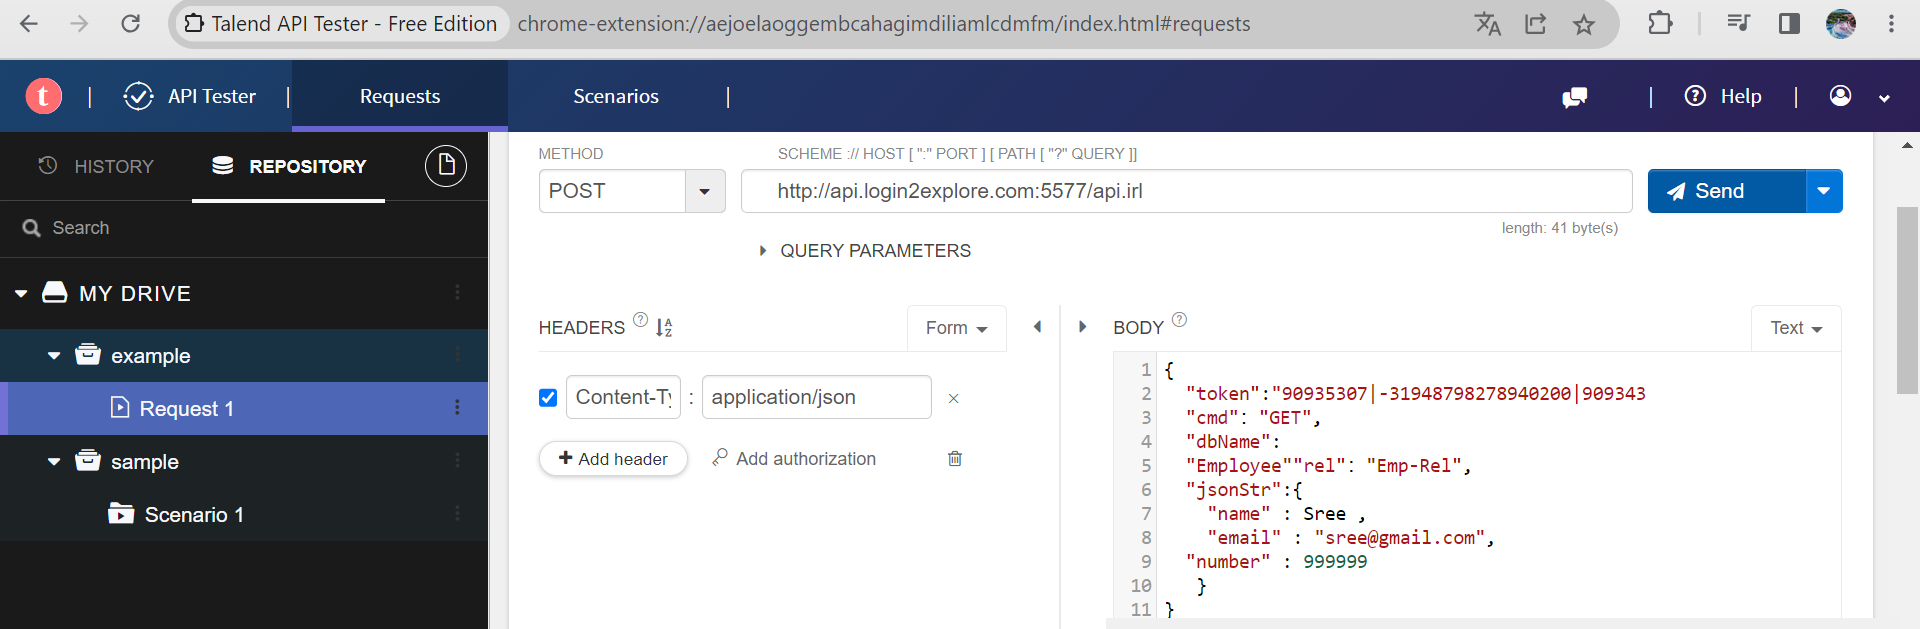 Talend API Tester - Free Edition chrome-extension://aejoelaoggembcahagimdiliamlcdmfm/index.html#requests
t | API Tester | Requests Scenarios | | Help |
HISTORY REPOSITORY
Search
MY DRIVE
example
Request 1
sample
Scenario 1
METHOD SCHEME :// HOST [ ":" PORT ] [ PATH [ "?" QUERY ]]
POST http://api.login2explore.com:5577/api.irl Send
length: 41 byte(s)
QUERY PARAMETERS
HEADERS ? A Z Form
Content-Ty : application/json ×
+ Add header Add authorization
BODY ? Text
1 {
2 "token":"90935307|-31948798278940200|909343
3 "cmd": "GET",
4 "dbName":
5 "Employee""rel": "Emp-Rel",
6 "jsonStr":{
7 "name" : Sree ,
8 "email" : "sree@gmail.com",
9 "number" : 999999
10 }
11 }